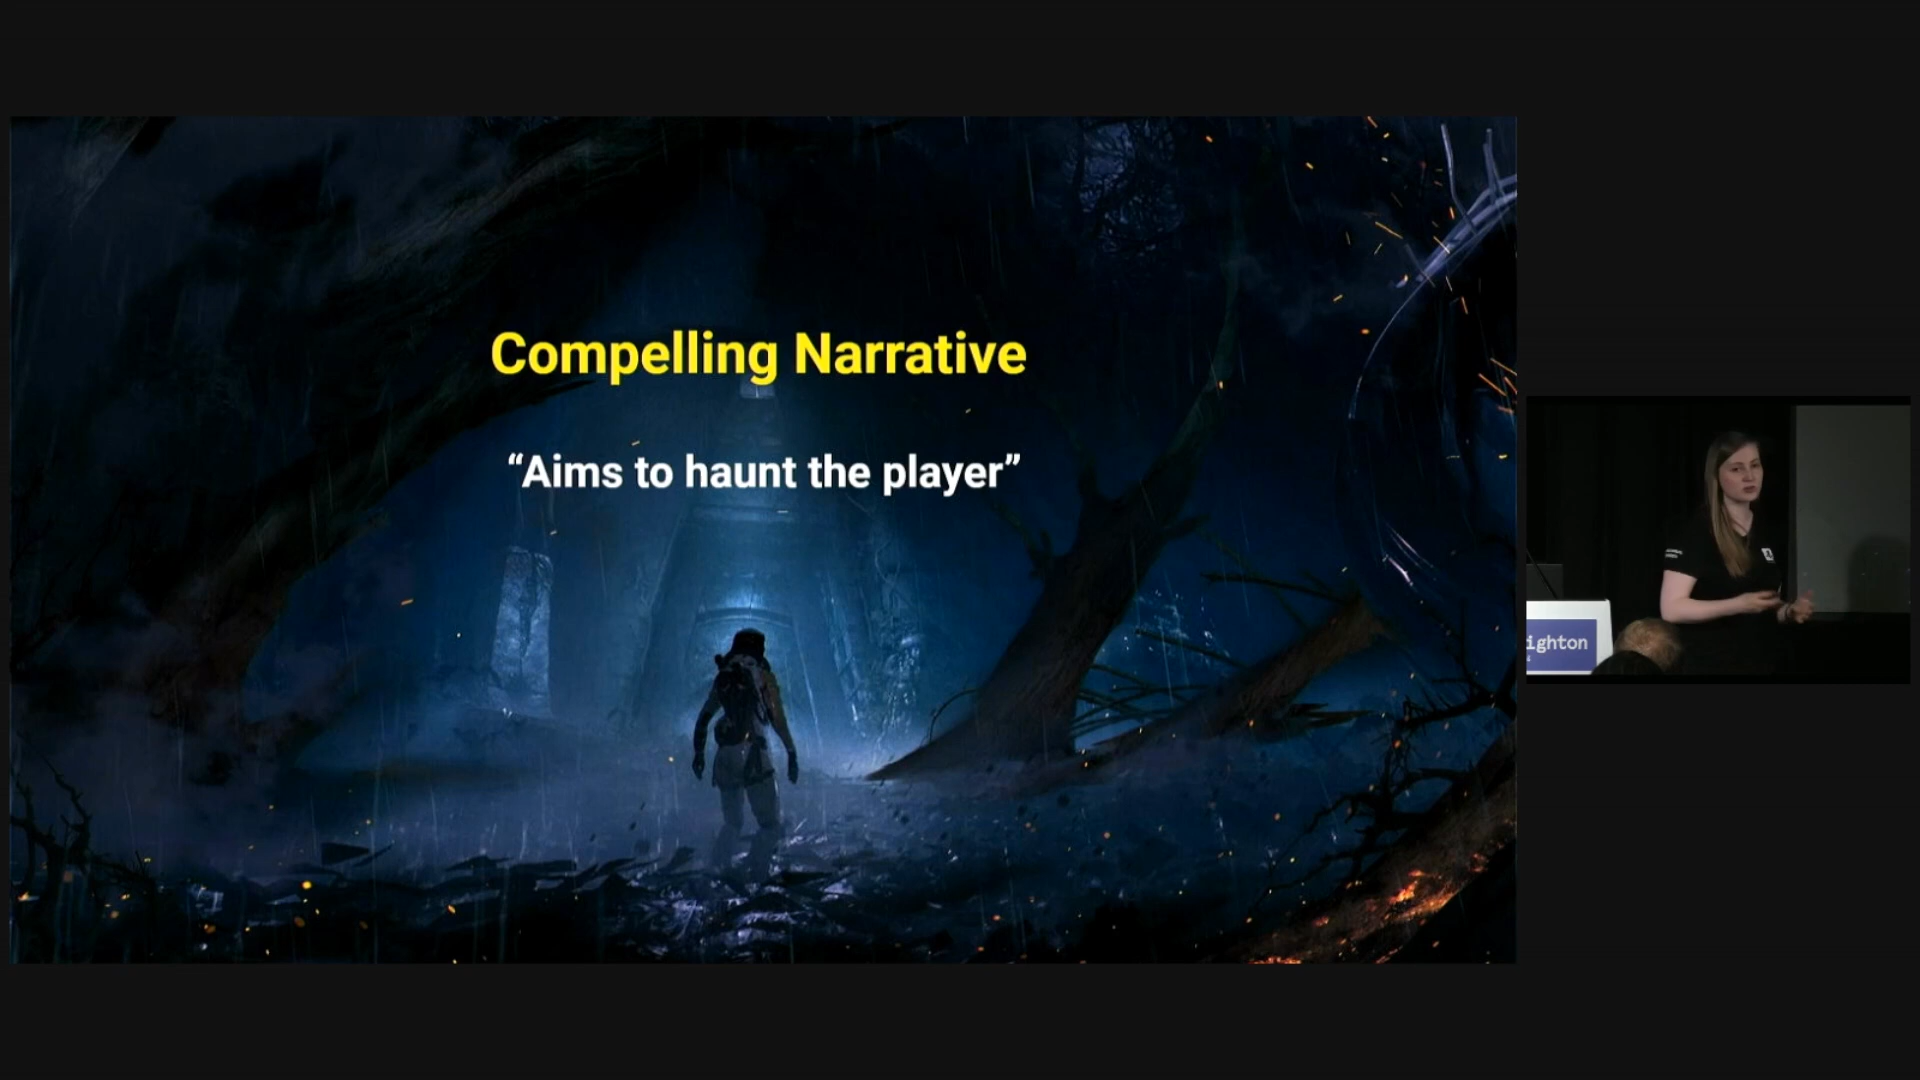 Compelling Narrative
“Aims to haunt the player”
ighton